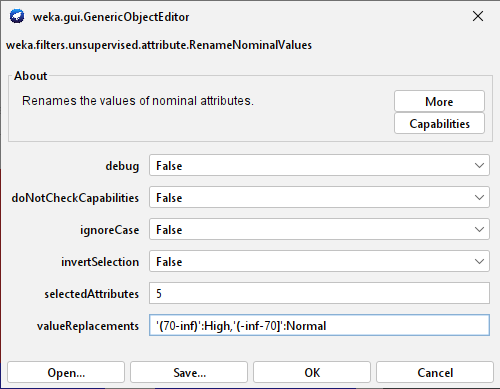 weka.gui.GenericObjectEditor
weka.filters.unsupervised.attribute.RenameNominalValues
About
Renames the values of nominal attributes.
More
Capabilities
debug False
doNotCheckCapabilities False
ignoreCase False
invertSelection False
selectedAttributes 5
valueReplacements '(70-inf)':High,'(-inf-70]':Normal
Open... Save... OK Cancel